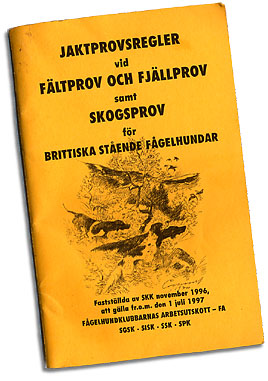 JAKTPROVSREGLER
vid
FÄLTPROV OCH FJÄLLPROV
samt
SKOGSPROV
för
BRITTISKA STÅENDE FÅGELHUNDAR
Fastställda av SKK november 1996,
att gälla fr.o.m. den 1 juli 1997
FÅGELHUNDKLUBBARNAS ARBETSUTSKOTT - FA
SGSK - SISK - SSK - SPK